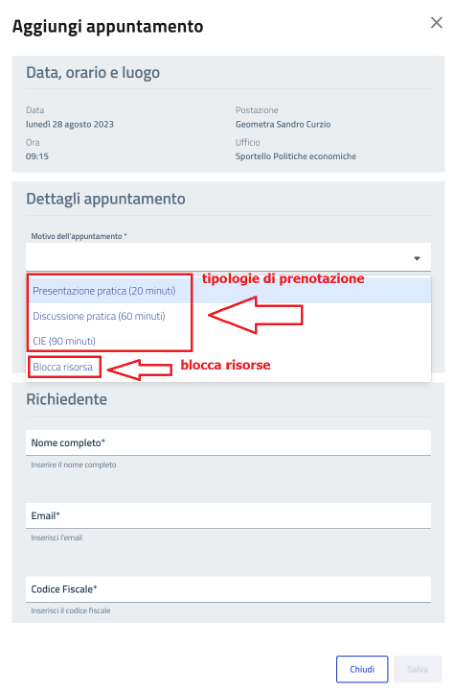 Aggiungi appuntamento
Data, orario e luogo
Data
lunedì 28 agosto 2023
Postazione
Geometra Sandro Curzio
Ora
09:15
Ufficio
Sportello Politiche economiche
Dettagli appuntamento
Motivo dell'appuntamento *
tipologie di prenotazione
Presentazione pratica (20 minuti)
Discussione pratica (60 minuti)
CIE (90 minuti)
Blocca risorsa
blocca risorse
Richiedente
Nome completo*
Inserire il nome completo
Email*
Inserisci l'email
Codice Fiscale*
Inserisci il codice fiscale
Chiudi
Salva